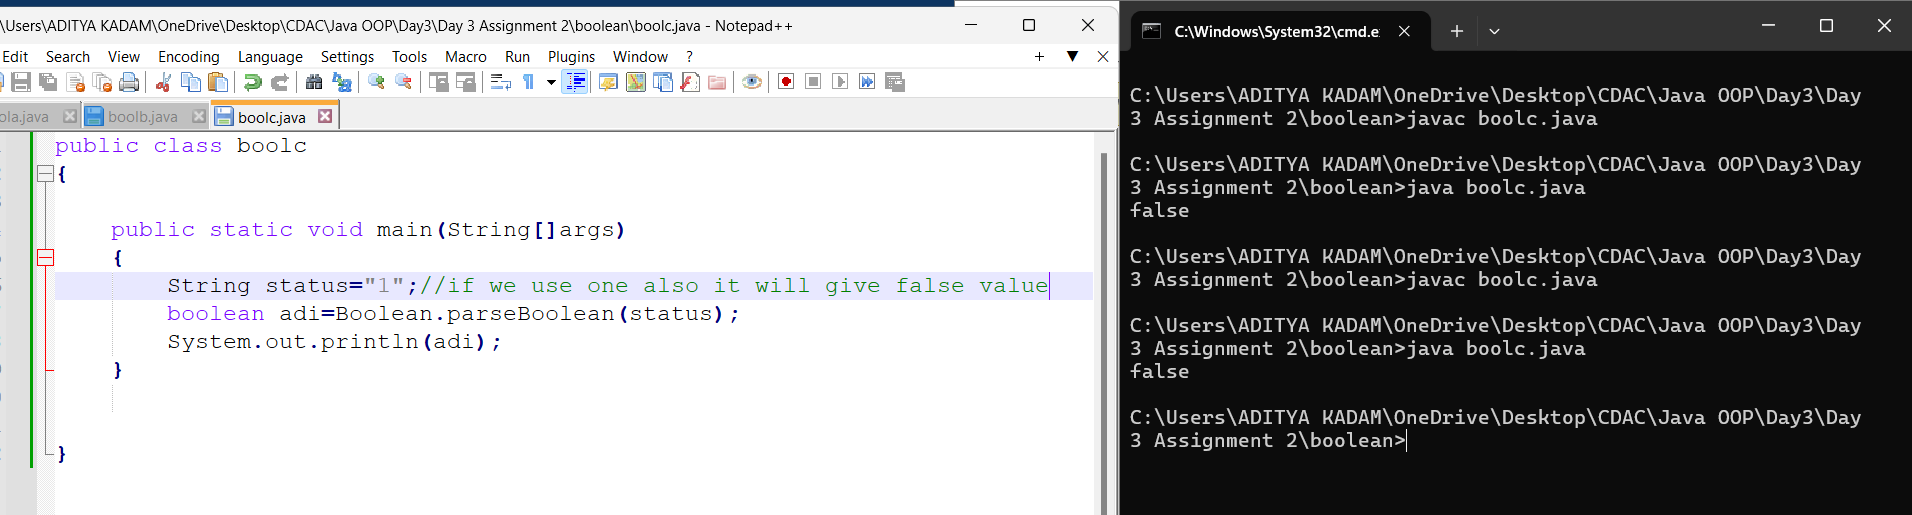 \Users\ADITYA KADAM\OneDrive\Desktop\CDAC\Java OOP\Day3\Day 3 Assignment 2\boolean\boolc.java - Notepad++
Edit Search View Encoding Language Settings Tools Macro Run Plugins Window ?
ola.java boolb.java boolc.java
public class boolc
{
public static void main(String[]args)
{
String status="1";//if we use one also it will give false value
boolean adi=Boolean.parseBoolean(status);
System.out.println(adi);
}
}
C:\Windows\System32\cmd.e
C:\Users\ADITYA KADAM\OneDrive\Desktop\CDAC\Java OOP\Day3\Day
3 Assignment 2\boolean>javac boolc.java
C:\Users\ADITYA KADAM\OneDrive\Desktop\CDAC\Java OOP\Day3\Day
3 Assignment 2\boolean>java boolc.java
false
C:\Users\ADITYA KADAM\OneDrive\Desktop\CDAC\Java OOP\Day3\Day
3 Assignment 2\boolean>javac boolc.java
C:\Users\ADITYA KADAM\OneDrive\Desktop\CDAC\Java OOP\Day3\Day
3 Assignment 2\boolean>java boolc.java
false
C:\Users\ADITYA KADAM\OneDrive\Desktop\CDAC\Java OOP\Day3\Day
3 Assignment 2\boolean>